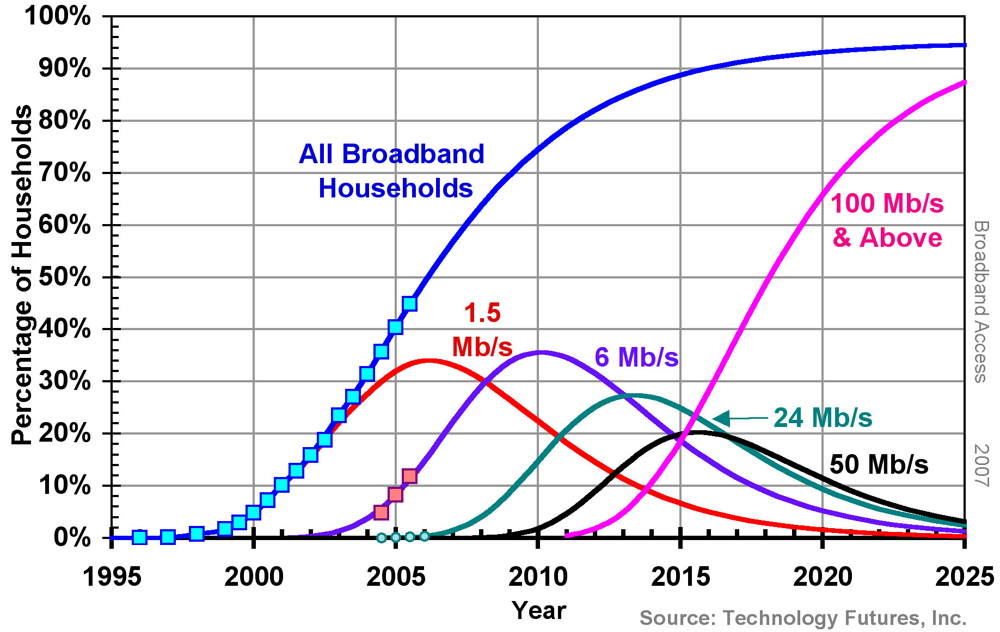 100%
90%
80%
70%
60%
50%
40%
30%
20%
10%
0%
Percentage of Households
All Broadband
Households
1.5
Mb/s
6 Mb/s
100 Mb/s
& Above
24 Mb/s
50 Mb/s
1995 2000 2005 2010 2015 2020 2025
Year
Source: Technology Futures, Inc.
Broadband Access 2007